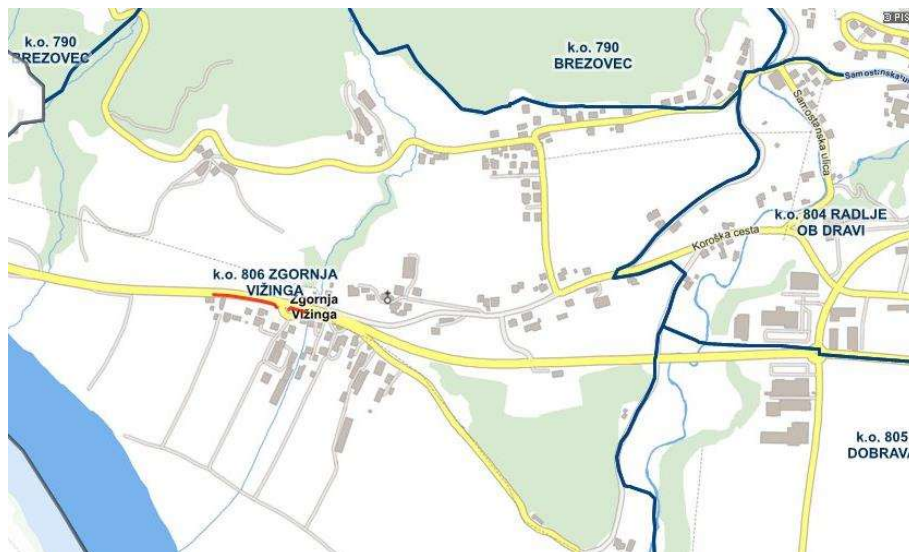 © PIS
k.o. 790
BREZOVEC
k.o. 790
BREZOVEC
Samostanska ulica
k.o. 804 RADLJE
OB DRAVI
Koroška cesta
k.o. 806 ZGORNJA
VIŽINGA
Zgornja
Vižinga
k.o. 805
DOBRAVA